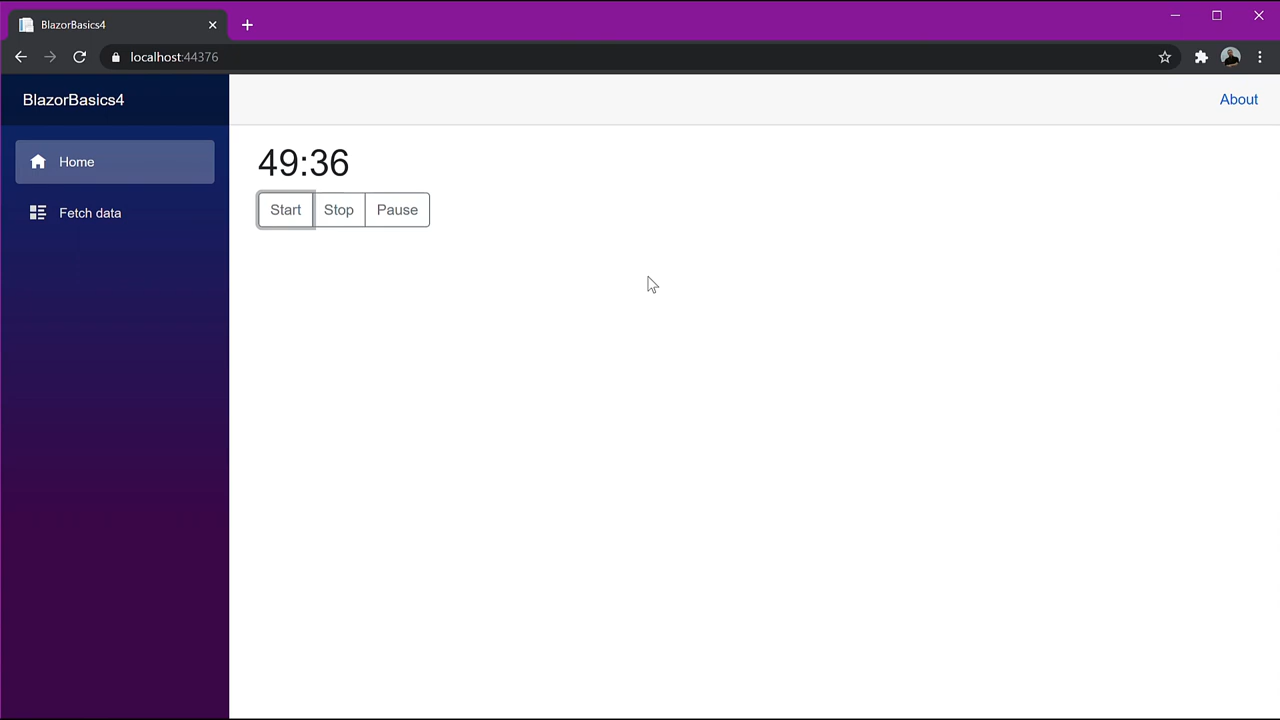 BlazorBasics4
localhost:44376
BlazorBasics4
About
Home
Fetch data
49:36
Start Stop Pause